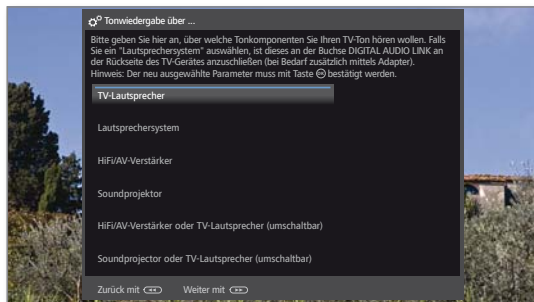 Tonwiedergabe über ...
Bitte geben Sie hier an, über welche Tonkomponenten Sie Ihren TV-Ton hören wollen. Falls
Sie ein "Lautsprechersystem" auswählen, ist dieses an der Buchse DIGITAL AUDIO LINK an
der Rückseite des TV-Gerätes anzuschließen (bei Bedarf zusätzlich mittels Adapter).
Hinweis: Der neu ausgewählte Parameter muss mit Taste OK bestätigt werden.
TV-Lautsprecher
Lautsprechersystem
HiFi/AV-Verstärker
Soundprojektor
HiFi/AV-Verstärker oder TV-Lautsprecher (umschaltbar)
Soundprojector oder TV-Lautsprecher (umschaltbar)
Zurück mit Weiter mit